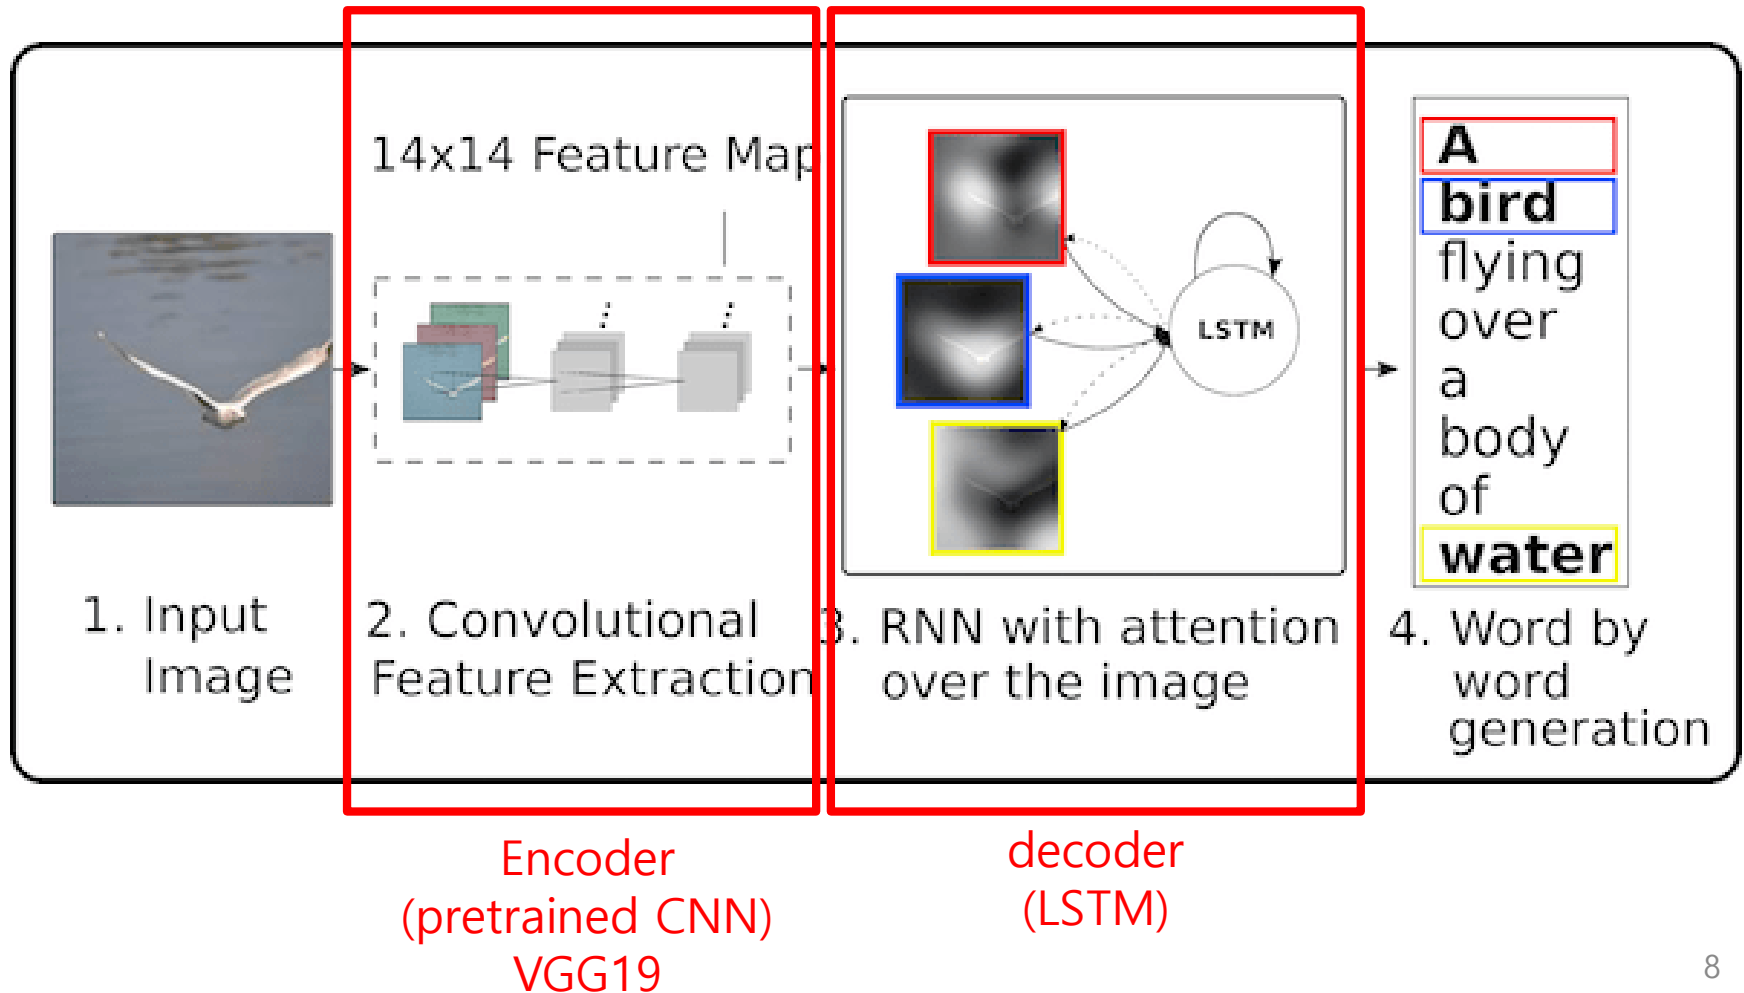 14x14 Feature Map
LSTM
A
bird
flying
over
a
body
of
water
1. Input
Image
2. Convolutional
Feature Extraction
3. RNN with attention
over the image
4. Word by
word
generation
Encoder
(pretrained CNN)
VGG19
decoder
(LSTM)
8